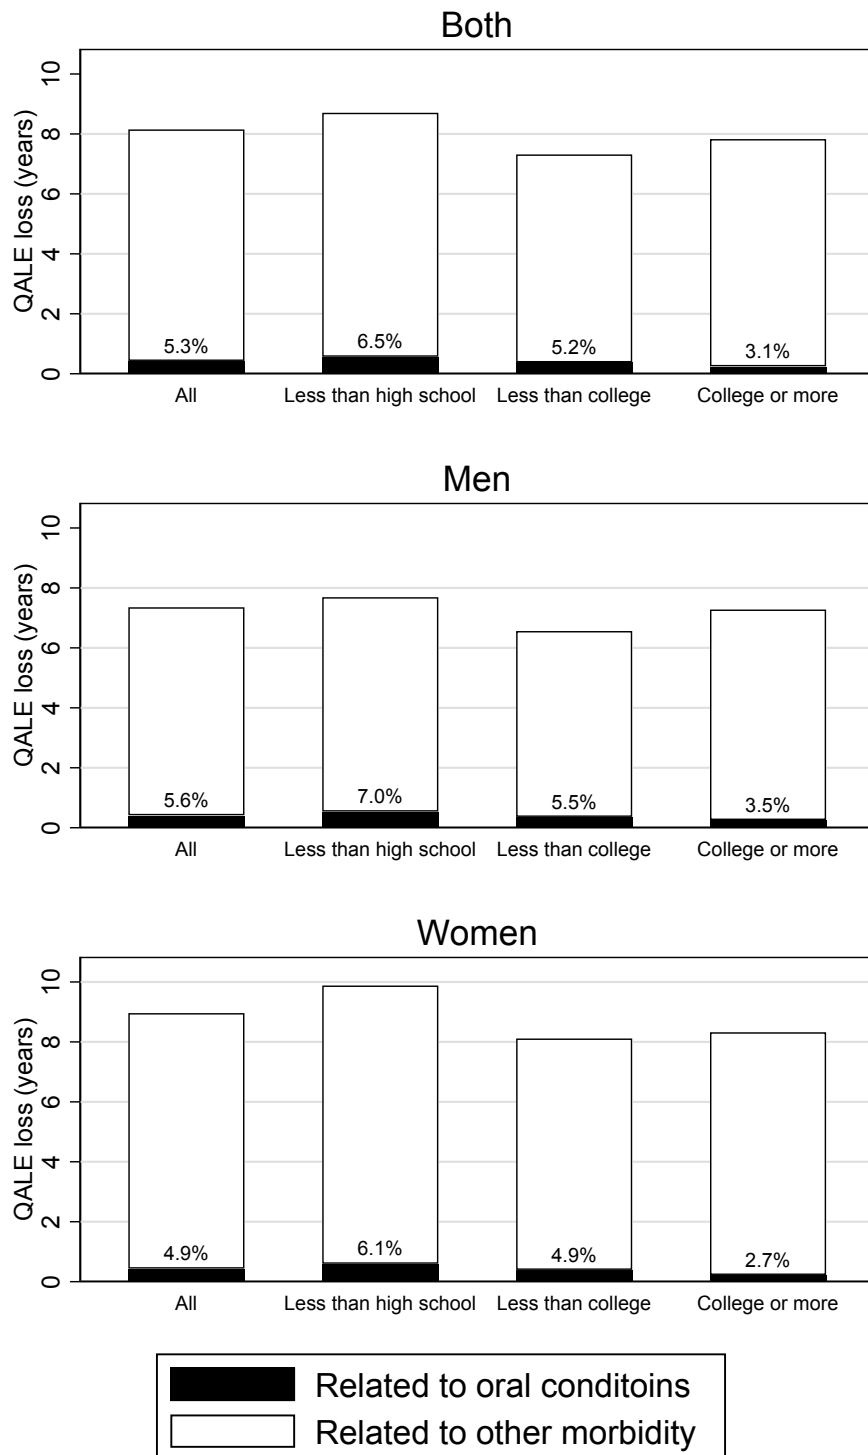 Both
QALE loss (years)
10
8
6
4
2
0
5.3%
6.5%
5.2%
3.1%
All
Less than high school
Less than college
College or more
Men
QALE loss (years)
10
8
6
4
2
0
5.6%
7.0%
5.5%
3.5%
All
Less than high school
Less than college
College or more
Women
QALE loss (years)
10
8
6
4
2
0
4.9%
6.1%
4.9%
2.7%
All
Less than high school
Less than college
College or more
Related to oral conditoins
Related to other morbidity